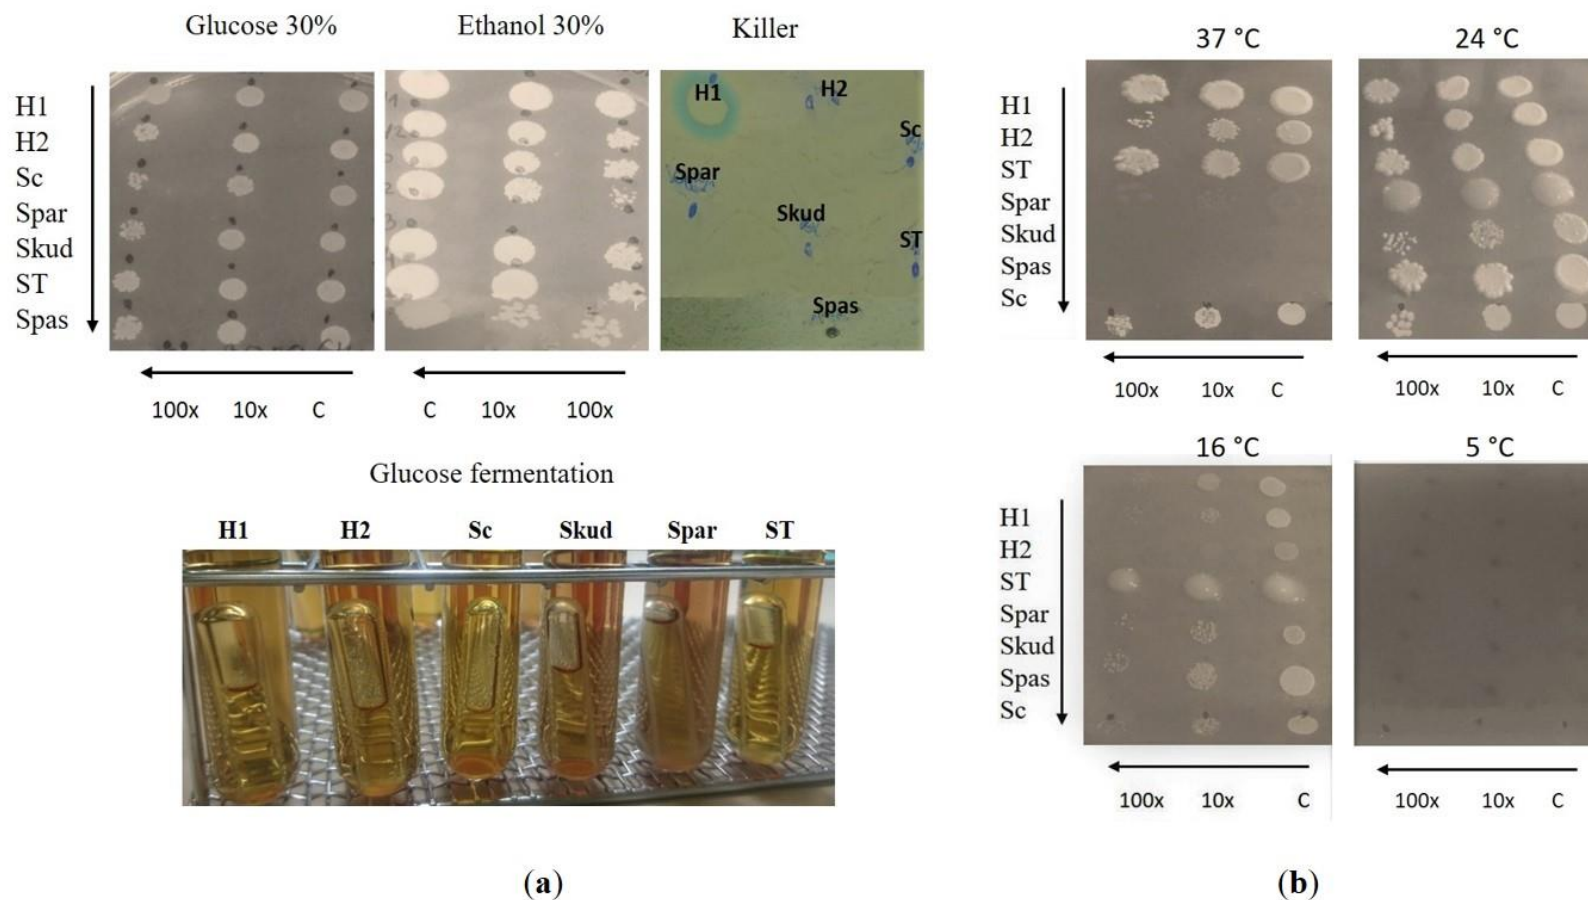 Glucose 30%
Ethanol 30%
Killer
H1
H2
Sc
Spar
Skud
ST
Spas
H1
H2
Sc
Spar
Skud
ST
Spas
100x 10x C
C 10x 100x
Glucose fermentation
H1 H2 Sc Skud Spar ST
(a)
37 °C
24 °C
H1
H2
ST
Spar
Skud
Spas
Sc
100x 10x C
100x 10x C
16 °C
5 °C
H1
H2
ST
Spar
Skud
Spas
Sc
100x 10x C
100x 10x C
(b)